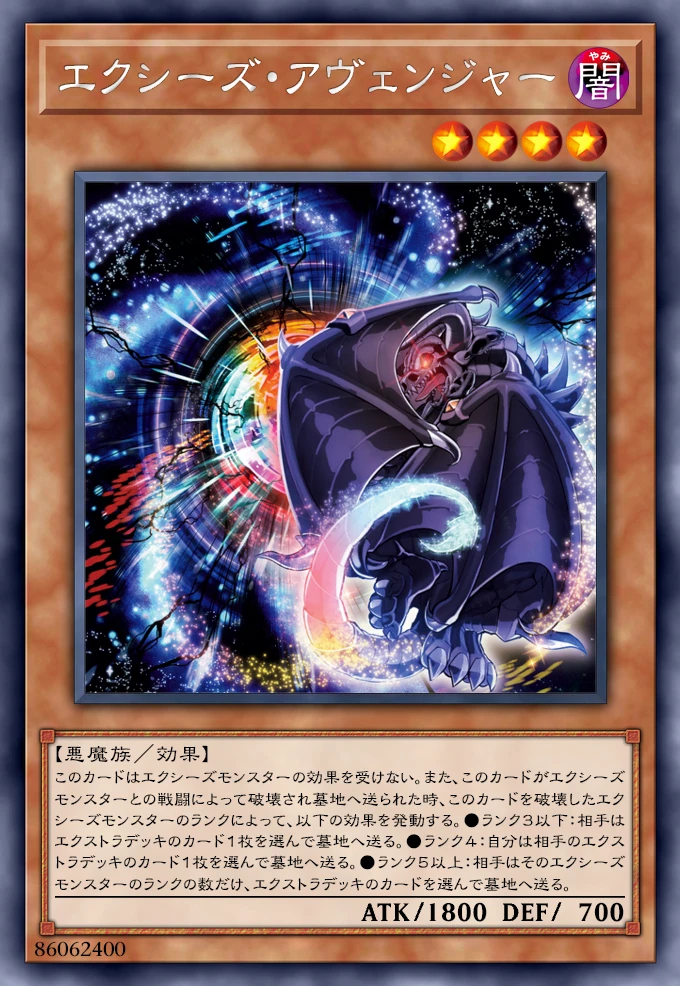 エクシーズ・アヴェンジャー
やみ
闇
【悪魔族／効果】
このカードはエクシーズモンスターの効果を受けない。また、このカードがエクシーズ
モンスターとの戦闘によって破壊され墓地へ送られた時、このカードを破壊したエク
シーズモンスターのランクによって、以下の効果を発動する。●ランク３以下：相手は
エクストラデッキのカード１枚を選んで墓地へ送る。●ランク４：自分は相手のエクス
トラデッキのカード１枚を選んで墓地へ送る。●ランク５以上：相手はそのエクシーズ
モンスターのランクの数だけ、エクストラデッキのカードを選んで墓地へ送る。
ATK/1800 DEF/ 700
86062400